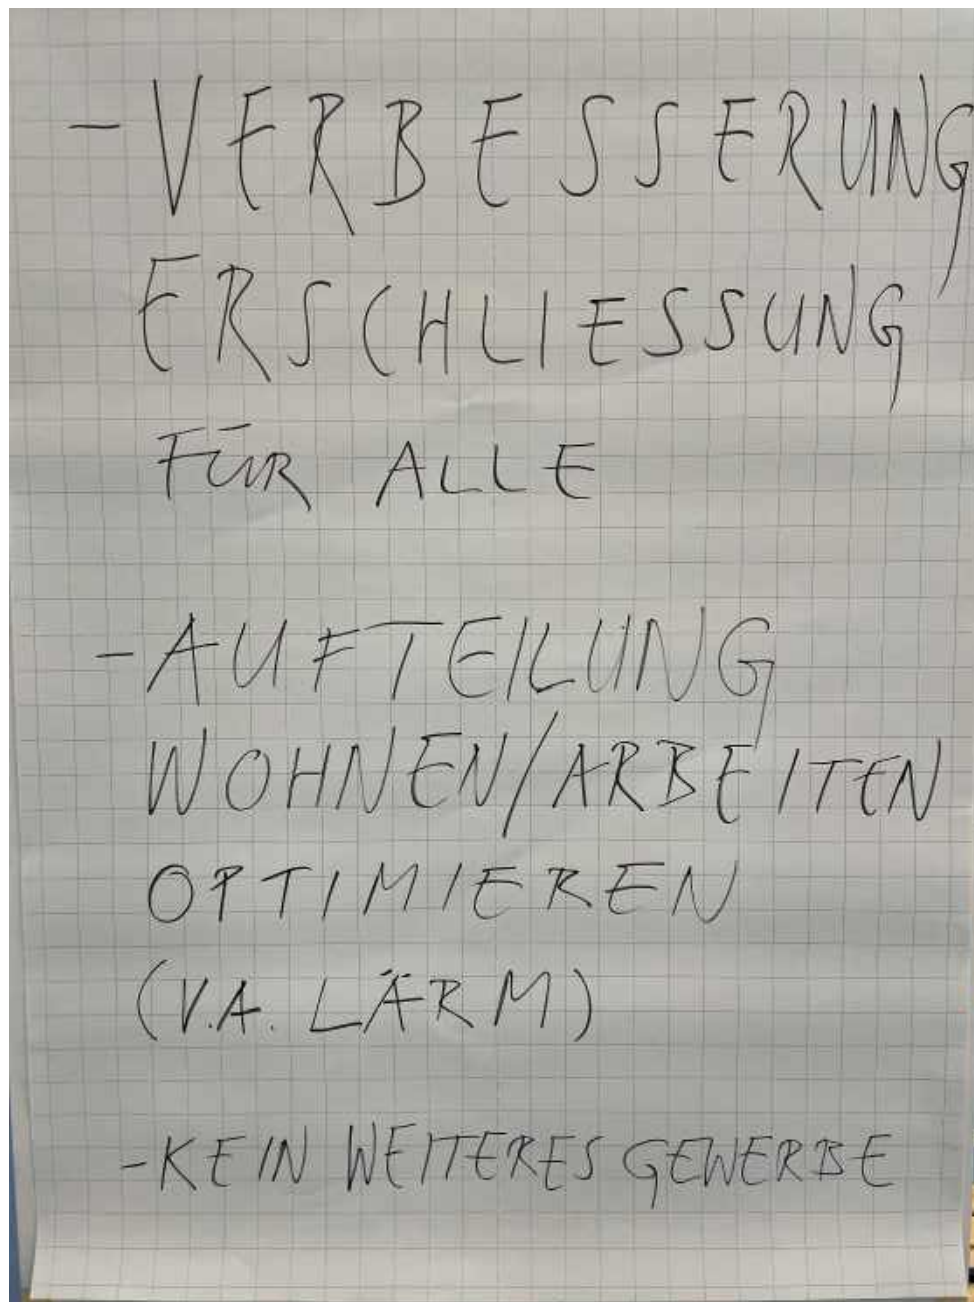 - VERBESSERUNG
ERSCHLIESSUNG
FÜR ALLE
- AUFTEILUNG
WOHNEN/ARBEITEN
OPTIMIEREN
(V.A. LÄRM)
- KEIN WEITERES GEWERBE